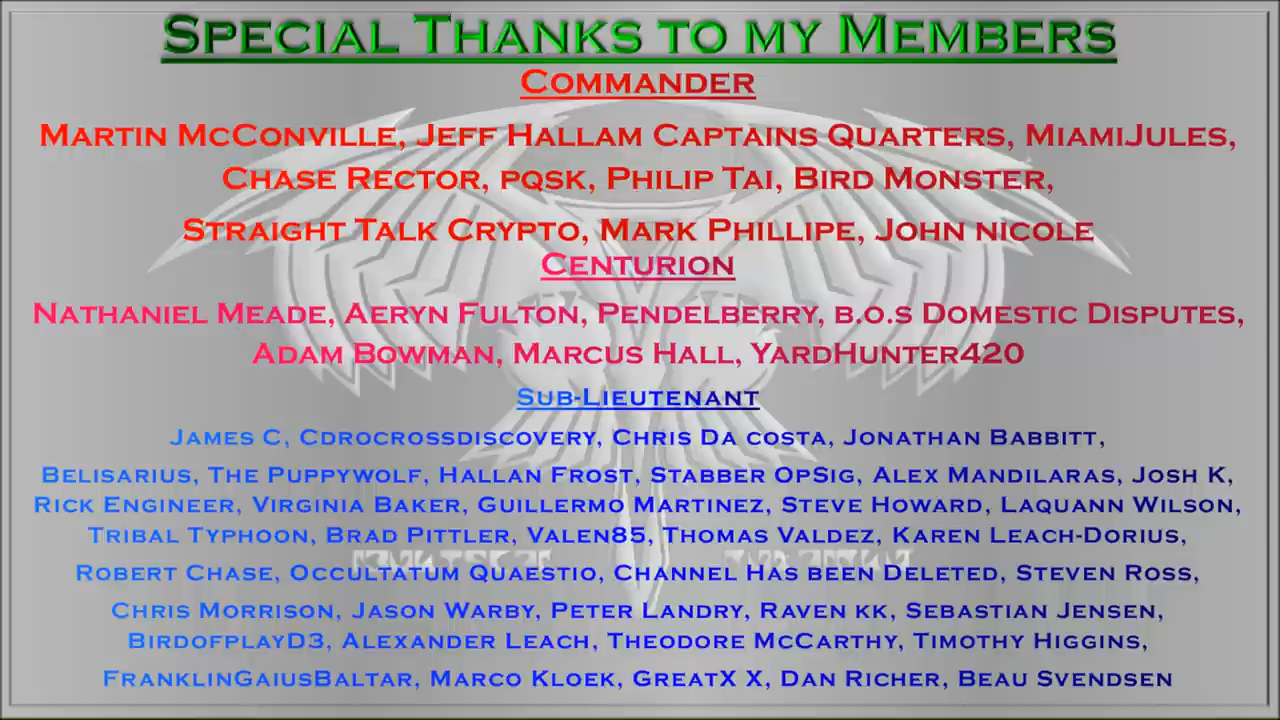 Special Thanks to my Members
Commander
Martin McConville, Jeff Hallam Captains Quarters, MiamiJules,
Chase Rector, pqsk, Philip Tai, Bird Monster,
Straight Talk Crypto, Mark Phillipe, John nicole
Centurion
Nathaniel Meade, Aeryn Fulton, Pendelberry, b.o.s Domestic Disputes,
Adam Bowman, Marcus Hall, YardHunter420
Sub-Lieutenant
James C, Cdrocrossdiscovery, Chris Da costa, Jonathan Babbitt,
Belisarius, The Puppywolf, Hallan Frost, Stabber OpSig, Alex Mandilaras, Josh K,
Rick Engineer, Virginia Baker, Guillermo Martinez, Steve Howard, Laquann Wilson,
Tribal Typhoon, Brad Pittler, Valen85, Thomas Valdez, Karen Leach-Dorius,
Robert Chase, Occultatum Quaestio, Channel Has been Deleted, Steven Ross,
Chris Morrison, Jason Warby, Peter Landry, Raven kk, Sebastian Jensen,
BirdofplayD3, Alexander Leach, Theodore McCarthy, Timothy Higgins,
FranklinGaiusBaltar, Marco Kloek, GreatX X, Dan Richer, Beau Svendsen